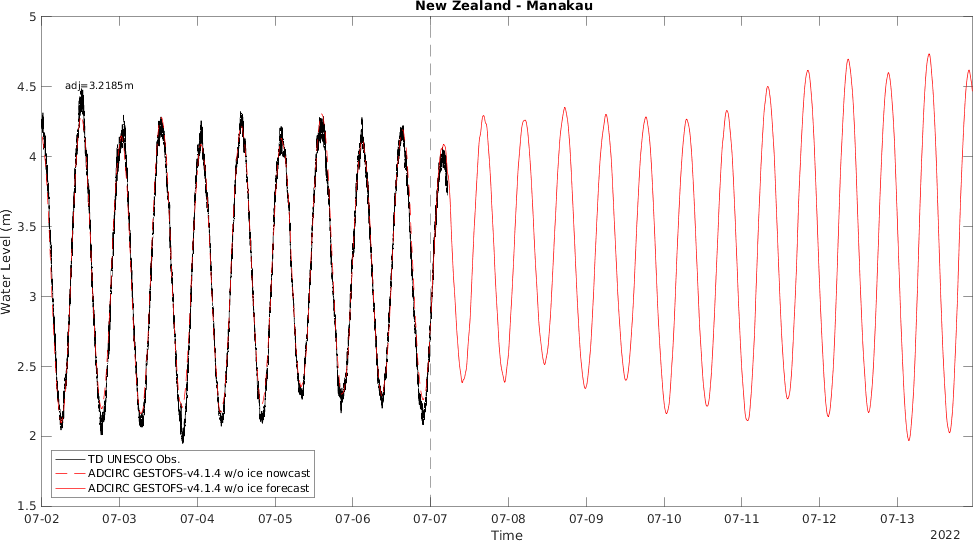 New Zealand - Manakau
adj=3.2185m
Water Level (m)
5
4.5
4
3.5
3
2.5
2
1.5
TD UNESCO Obs.
ADCIRC GESTOFS-v4.1.4 w/o ice nowcast
ADCIRC GESTOFS-v4.1.4 w/o ice forecast
07-02 07-03 07-04 07-05 07-06 07-07 07-08 07-09 07-10 07-11 07-12 07-13
Time
2022